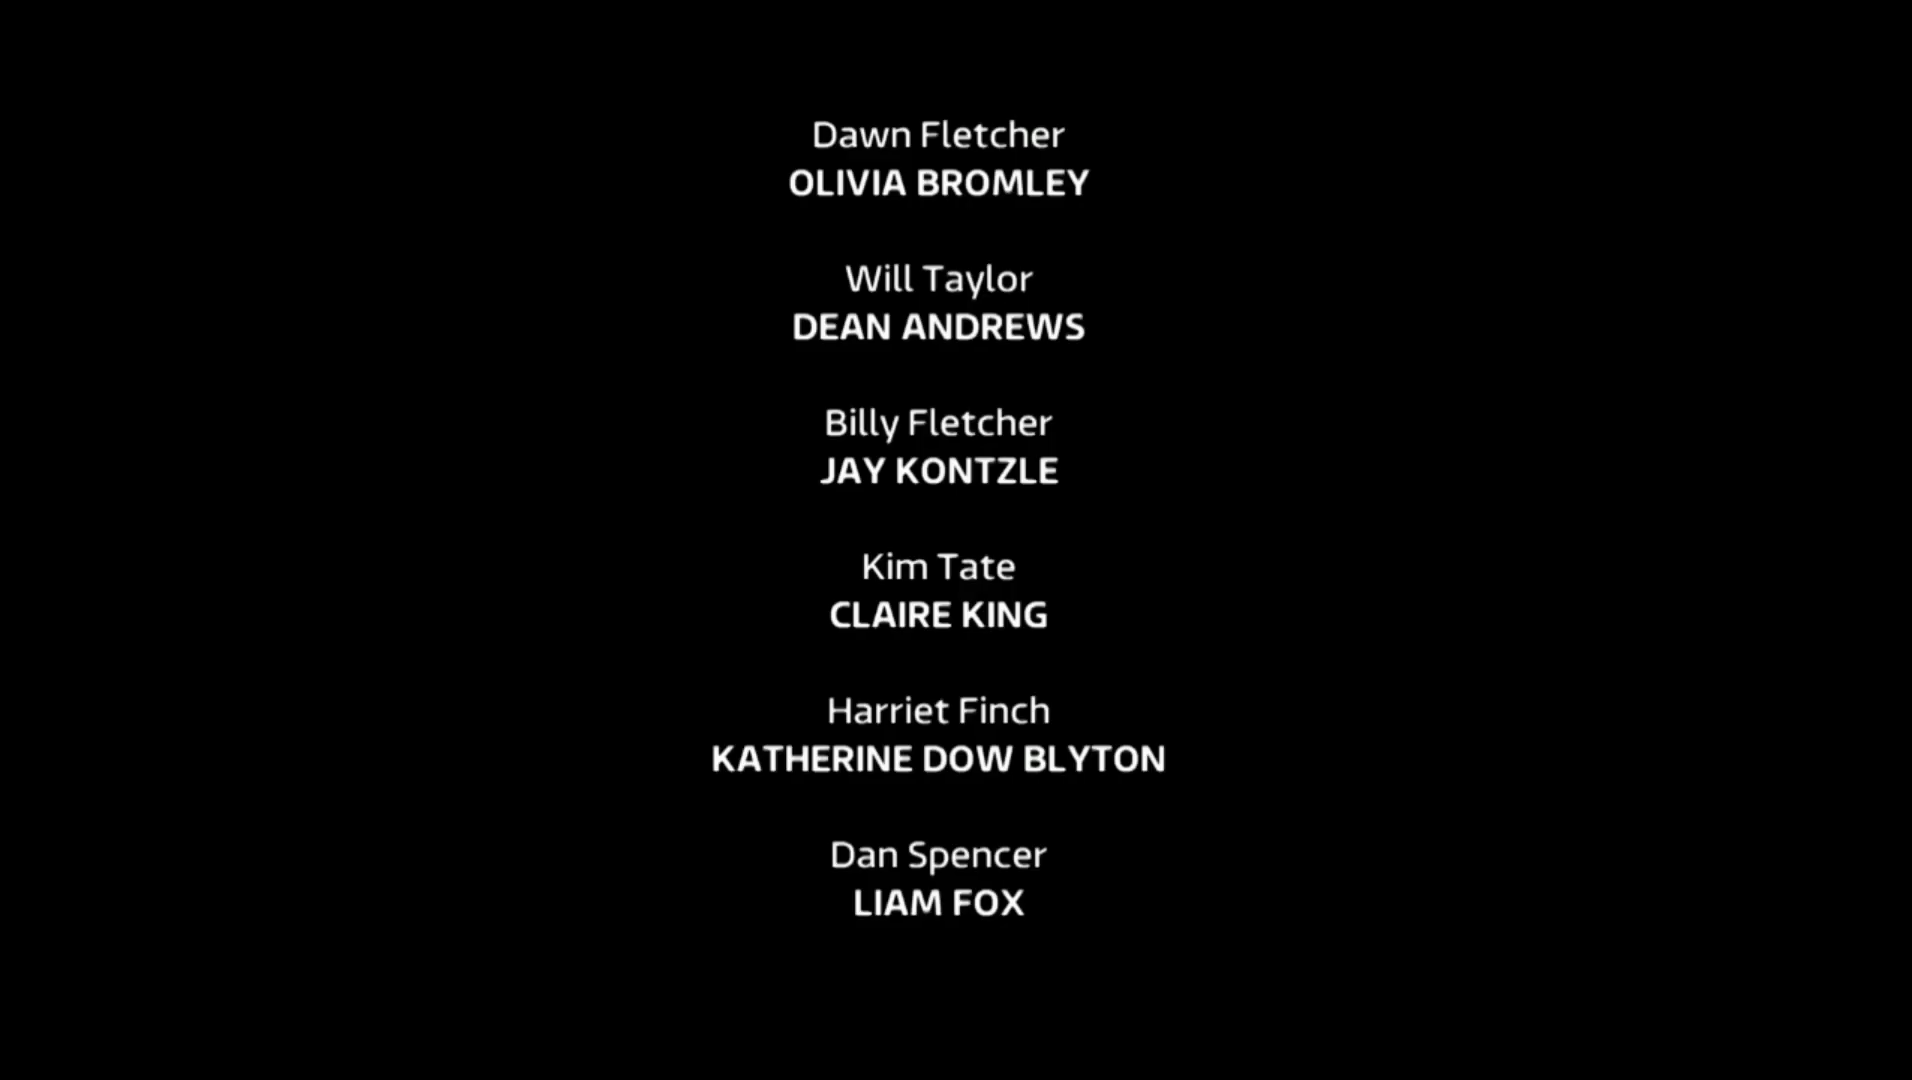 Dawn Fletcher
OLIVIA BROMLEY
Will Taylor
DEAN ANDREWS
Billy Fletcher
JAY KONTZLE
Kim Tate
CLAIRE KING
Harriet Finch
KATHERINE DOW BLYTON
Dan Spencer
LIAM FOX